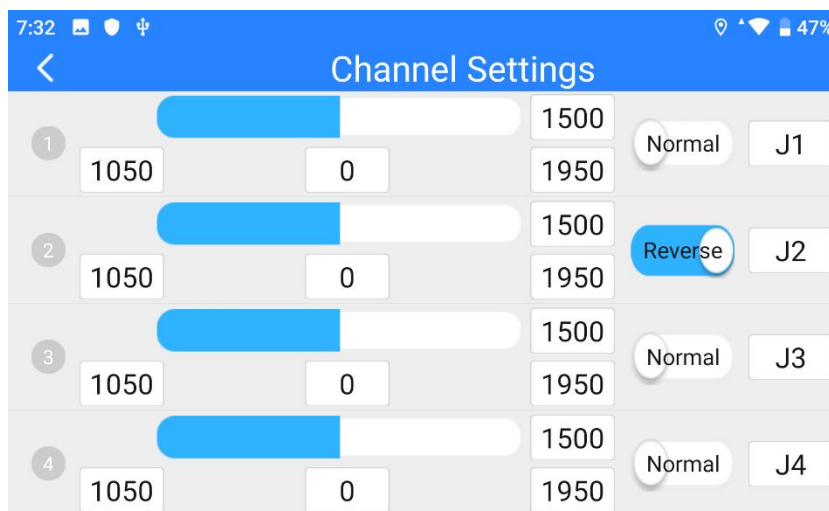 7:32 47%
Channel Settings
1 1500 Normal J1
1050 0 1950
2 1500 Reverse J2
1050 0 1950
3 1500 Normal J3
1050 0 1950
4 1500 Normal J4
1050 0 1950